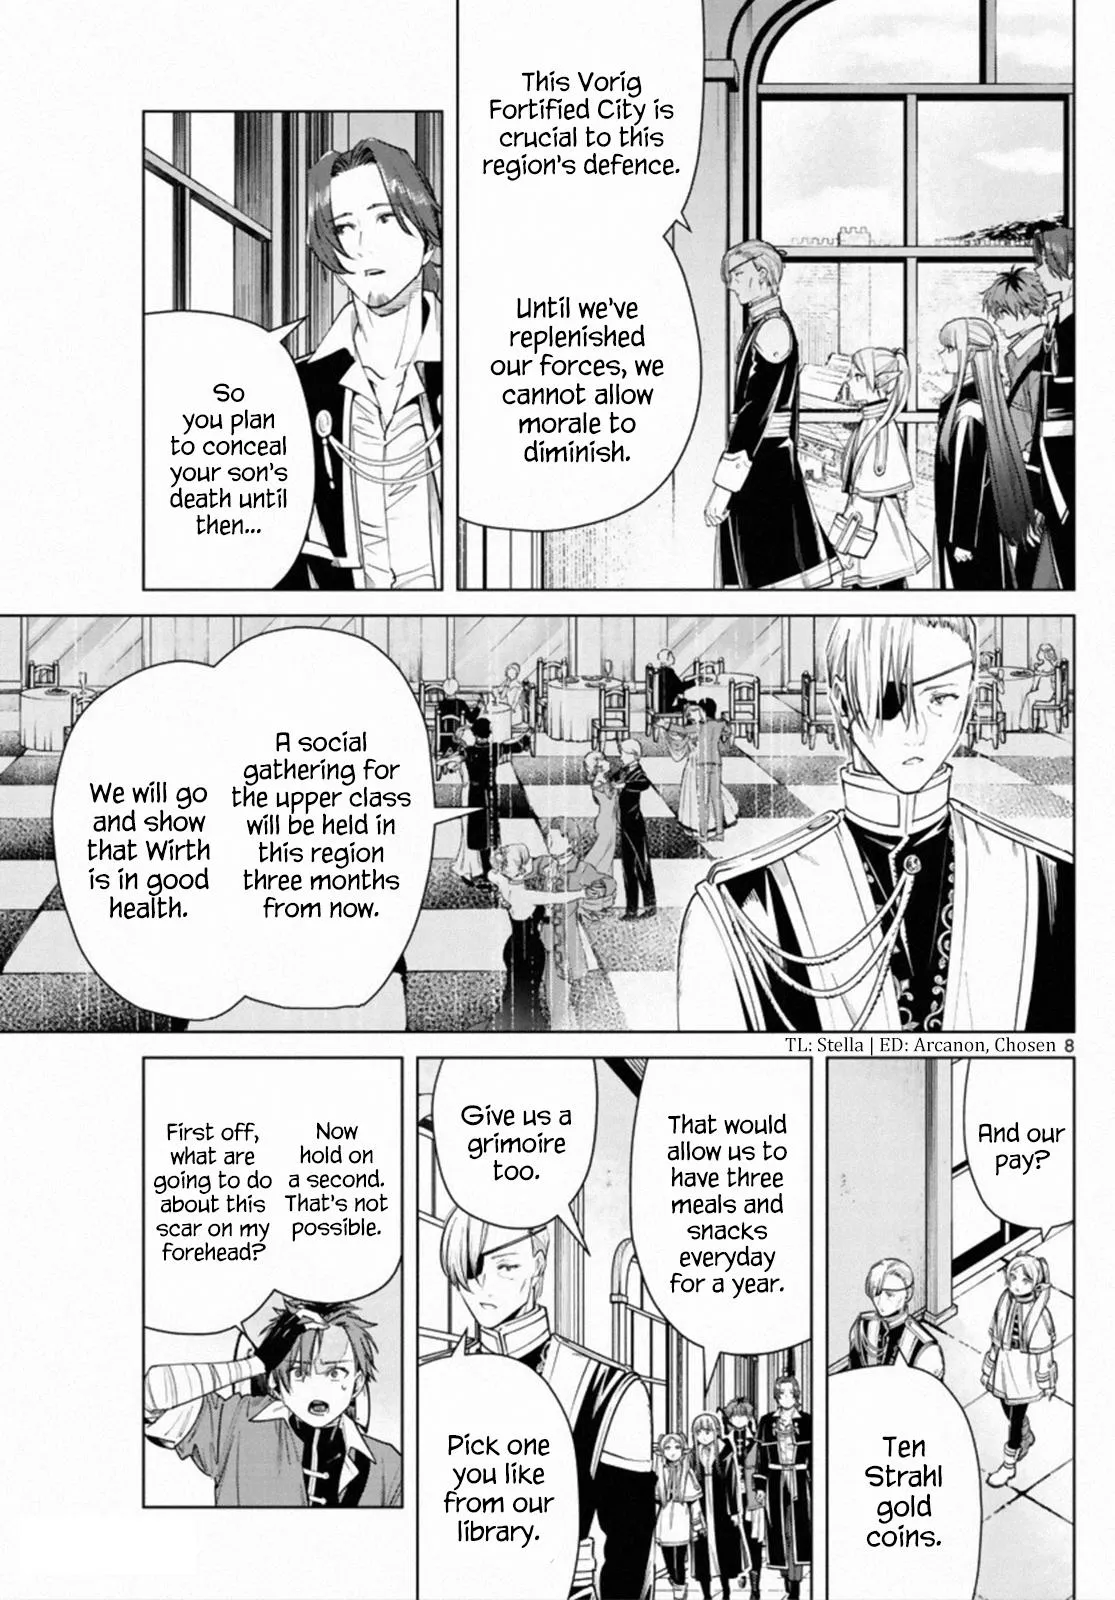 This Vorig
Fortified City is
crucial to this
region's defence.
Until we've
replenished
our forces, we
cannot allow
morale to
diminish.
So
you plan
to conceal
your son's
death until
then...
A social
gathering for
the upper class
will be held in
this region
three months
from now.
We will go
and show
that Wirth
is in good
health.
TL: Stella | ED: Arcanon, Chosen 8
And our
pay?
Ten
Strahl
gold
coins.
That would
allow us to
have three
meals and
snacks
everyday
for a year.
Give us a
grimoire
too.
Pick one
you like
from our
library.
Now
hold on
a second.
That's not
possible.
First off,
what are
going to do
about this
scar on my
forehead?